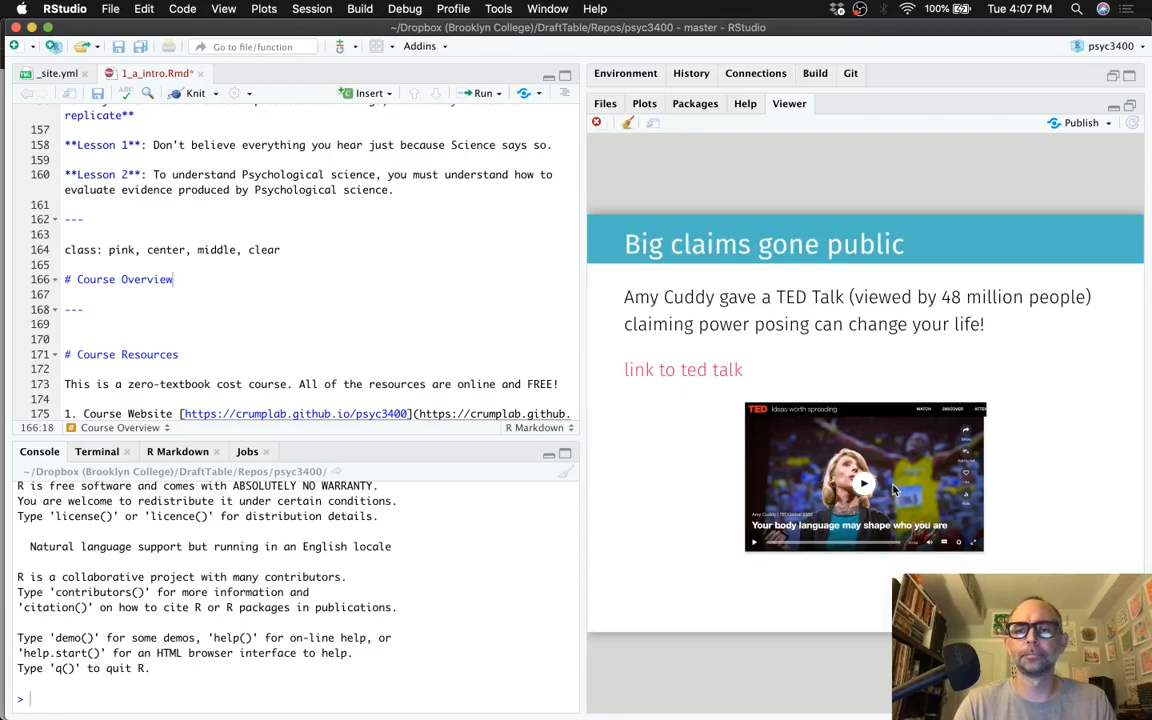 RStudio File Edit Code View Plots Session Build Debug Profile Tools Window Help 100% Tue 4:07 PM
~/Dropbox (Brooklyn College)/DraftTable/Repos/psyc3400 - master - RStudio
Go to file/function Addins psyc3400
_site.yml 1_a_intro.Rmd*
Knit Insert Run
replicate**
157
158 **Lesson 1**: Don't believe everything you hear just because Science says so.
159
160 **Lesson 2**: To understand Psychological science, you must understand how to
evaluate evidence produced by Psychological science.
161
162 ---
163
164 class: pink, center, middle, clear
165
166 # Course Overview
167
168 ---
169
170
171 # Course Resources
172
173 This is a zero-textbook cost course. All of the resources are online and FREE!
174
175 1. Course Website [https://crumplab.github.io/psyc3400](https://crumplab.github.
166:18 # Course Overview R Markdown
Console Terminal R Markdown Jobs
~/Dropbox (Brooklyn College)/DraftTable/Repos/psyc3400/
R is free software and comes with ABSOLUTELY NO WARRANTY.
You are welcome to redistribute it under certain conditions.
Type 'license()' or 'licence()' for distribution details.
Natural language support but running in an English locale
R is a collaborative project with many contributors.
Type 'contributors()' for more information and
'citation()' on how to cite R or R packages in publications.
Type 'demo()' for some demos, 'help()' for on-line help, or
'help.start()' for an HTML browser interface to help.
Type 'q()' to quit R.
>
Environment History Connections Build Git
Files Plots Packages Help Viewer
Publish
Big claims gone public
Amy Cuddy gave a TED Talk (viewed by 48 million people)
claiming power posing can change your life!
link to ted talk
TED Ideas worth spreading WATCH DISCOVER
Your body language may shape who you are